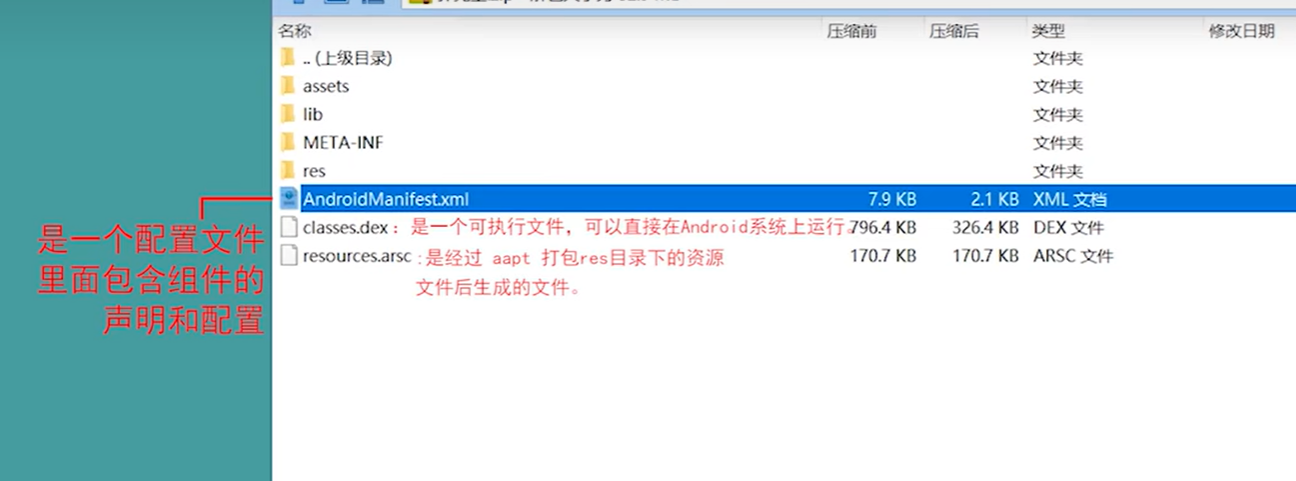 名称 压缩前 压缩后 类型 修改日期
.. (上级目录) 文件夹
assets 文件夹
lib 文件夹
META-INF 文件夹
res 文件夹
AndroidManifest.xml 7.9 KB 2.1 KB XML 文档
classes.dex : 是一个可执行文件，可以直接在Android系统上运行。 796.4 KB 326.4 KB DEX 文件
resources.arsc :是经过 aapt 打包res目录下的资源 170.7 KB 170.7 KB ARSC 文件
文件后生成的文件。
是一个配置文件
里面包含组件的
声明和配置